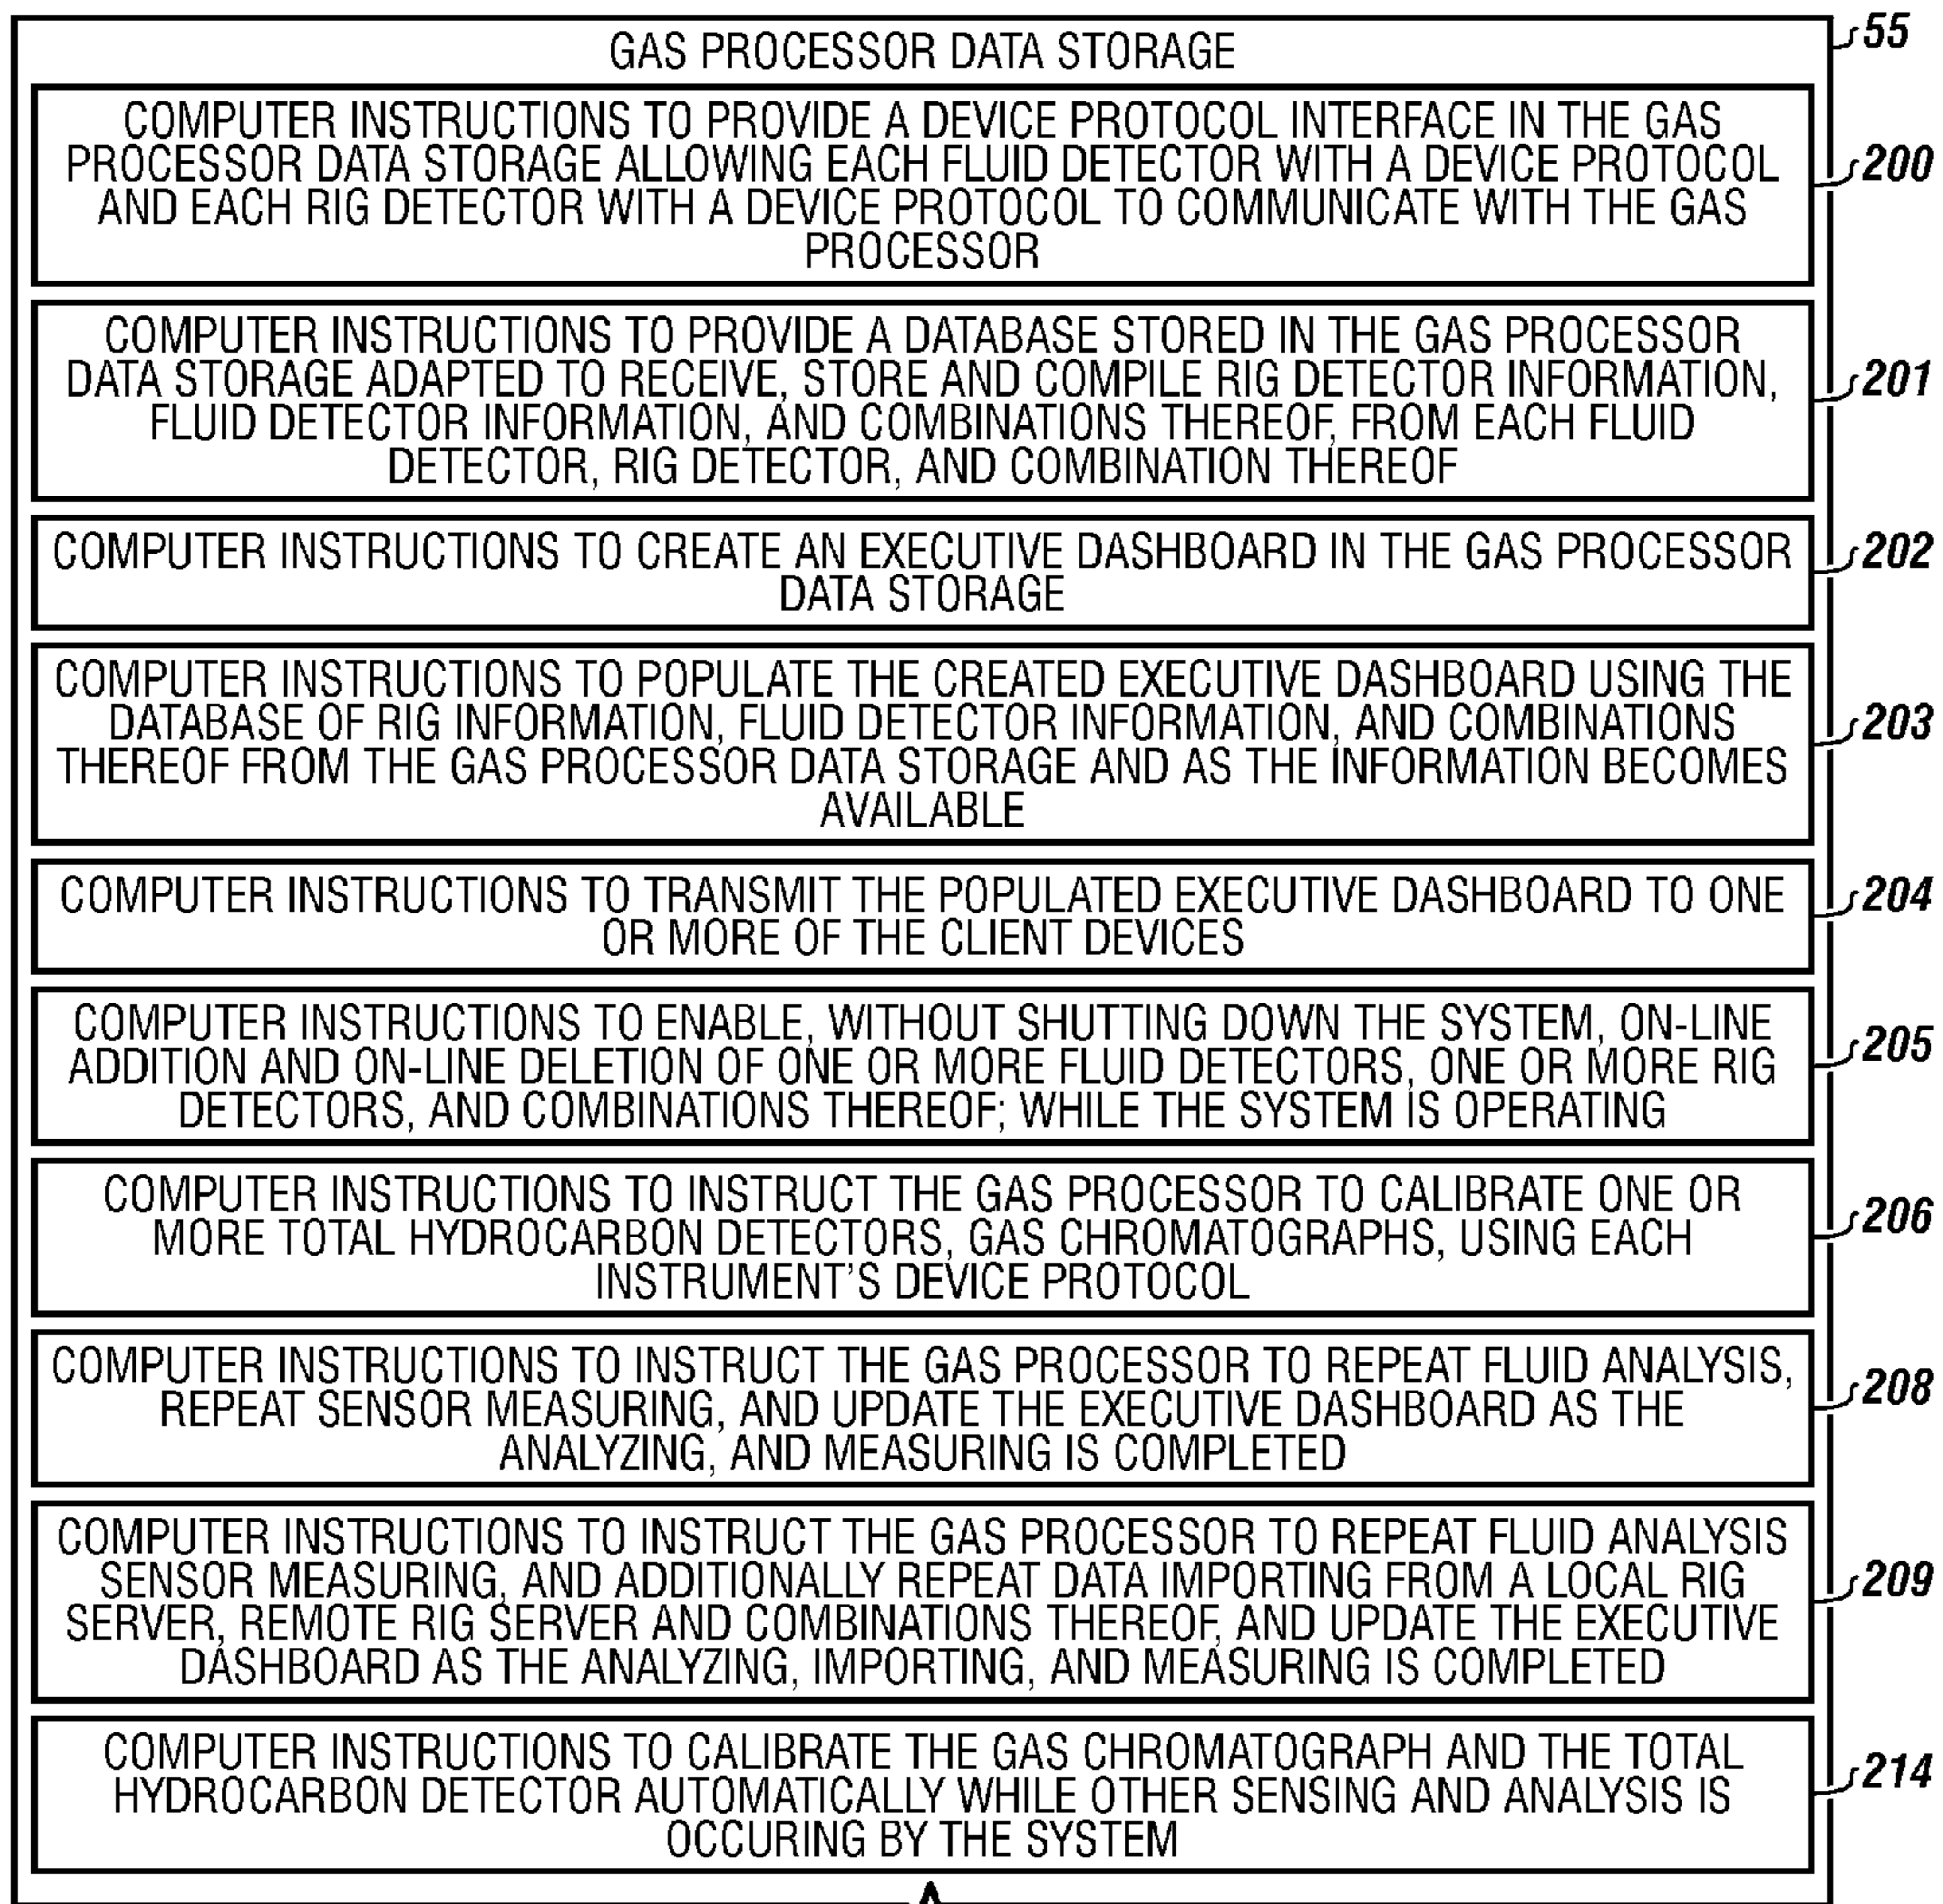 GAS PROCESSOR DATA STORAGE
55
COMPUTER INSTRUCTIONS TO PROVIDE A DEVICE PROTOCOL INTERFACE IN THE GAS
PROCESSOR DATA STORAGE ALLOWING EACH FLUID DETECTOR WITH A DEVICE PROTOCOL
AND EACH RIG DETECTOR WITH A DEVICE PROTOCOL TO COMMUNICATE WITH THE GAS
PROCESSOR
200
COMPUTER INSTRUCTIONS TO PROVIDE A DATABASE STORED IN THE GAS PROCESSOR
DATA STORAGE ADAPTED TO RECEIVE, STORE AND COMPILE RIG DETECTOR INFORMATION,
FLUID DETECTOR INFORMATION, AND COMBINATIONS THEREOF, FROM EACH FLUID
DETECTOR, RIG DETECTOR, AND COMBINATION THEREOF
201
COMPUTER INSTRUCTIONS TO CREATE AN EXECUTIVE DASHBOARD IN THE GAS PROCESSOR
DATA STORAGE
202
COMPUTER INSTRUCTIONS TO POPULATE THE CREATED EXECUTIVE DASHBOARD USING THE
DATABASE OF RIG INFORMATION, FLUID DETECTOR INFORMATION, AND COMBINATIONS
THEREOF FROM THE GAS PROCESSOR DATA STORAGE AND AS THE INFORMATION BECOMES
AVAILABLE
203
COMPUTER INSTRUCTIONS TO TRANSMIT THE POPULATED EXECUTIVE DASHBOARD TO ONE
OR MORE OF THE CLIENT DEVICES
204
COMPUTER INSTRUCTIONS TO ENABLE, WITHOUT SHUTTING DOWN THE SYSTEM, ON-LINE
ADDITION AND ON-LINE DELETION OF ONE OR MORE FLUID DETECTORS, ONE OR MORE RIG
DETECTORS, AND COMBINATIONS THEREOF; WHILE THE SYSTEM IS OPERATING
205
COMPUTER INSTRUCTIONS TO INSTRUCT THE GAS PROCESSOR TO CALIBRATE ONE OR
MORE TOTAL HYDROCARBON DETECTORS, GAS CHROMATOGRAPHS, USING EACH
INSTRUMENT'S DEVICE PROTOCOL
206
COMPUTER INSTRUCTIONS TO INSTRUCT THE GAS PROCESSOR TO REPEAT FLUID ANALYSIS,
REPEAT SENSOR MEASURING, AND UPDATE THE EXECUTIVE DASHBOARD AS THE
ANALYZING, AND MEASURING IS COMPLETED
208
COMPUTER INSTRUCTIONS TO INSTRUCT THE GAS PROCESSOR TO REPEAT FLUID ANALYSIS
SENSOR MEASURING, AND ADDITIONALLY REPEAT DATA IMPORTING FROM A LOCAL RIG
SERVER, REMOTE RIG SERVER AND COMBINATIONS THEREOF, AND UPDATE THE EXECUTIVE
DASHBOARD AS THE ANALYZING, IMPORTING, AND MEASURING IS COMPLETED
209
COMPUTER INSTRUCTIONS TO CALIBRATE THE GAS CHROMATOGRAPH AND THE TOTAL
HYDROCARBON DETECTOR AUTOMATICALLY WHILE OTHER SENSING AND ANALYSIS IS
OCCURING BY THE SYSTEM
214